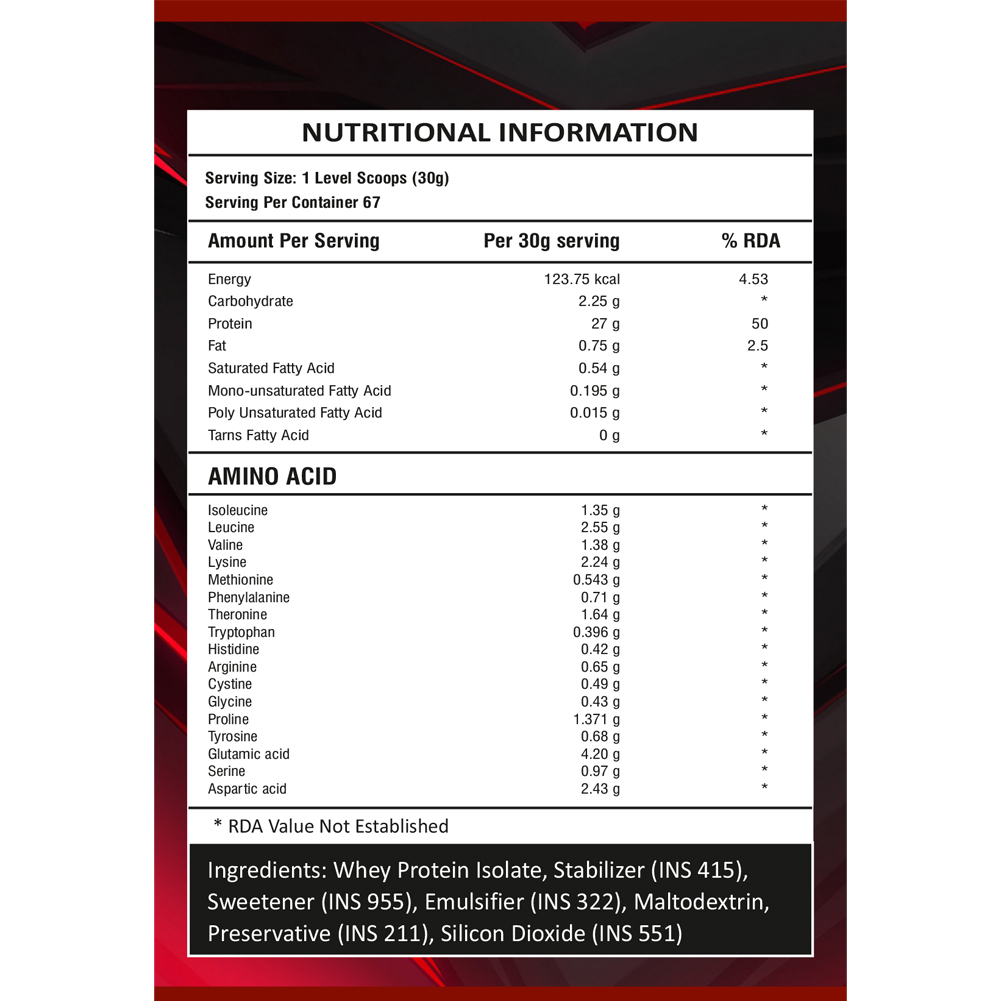 NUTRITIONAL INFORMATION
Serving Size: 1 Level Scoops (30g)
Serving Per Container 67
Amount Per Serving Per 30g serving % RDA
Energy 123.75 kcal 4.53
Carbohydrate 2.25 g *
Protein 27 g 50
Fat 0.75 g 2.5
Saturated Fatty Acid 0.54 g *
Mono-unsaturated Fatty Acid 0.195 g *
Poly Unsaturated Fatty Acid 0.015 g *
Tarns Fatty Acid 0 g *
AMINO ACID
Isoleucine 1.35 g *
Leucine 2.55 g *
Valine 1.38 g *
Lysine 2.24 g *
Methionine 0.543 g *
Phenylalanine 0.71 g *
Theronine 1.64 g *
Tryptophan 0.396 g *
Histidine 0.42 g *
Arginine 0.65 g *
Cystine 0.49 g *
Glycine 0.43 g *
Proline 1.371 g *
Tyrosine 0.68 g *
Glutamic acid 4.20 g *
Serine 0.97 g *
Aspartic acid 2.43 g *
* RDA Value Not Established
Ingredients: Whey Protein Isolate, Stabilizer (INS 415),
Sweetener (INS 955), Emulsifier (INS 322), Maltodextrin,
Preservative (INS 211), Silicon Dioxide (INS 551)